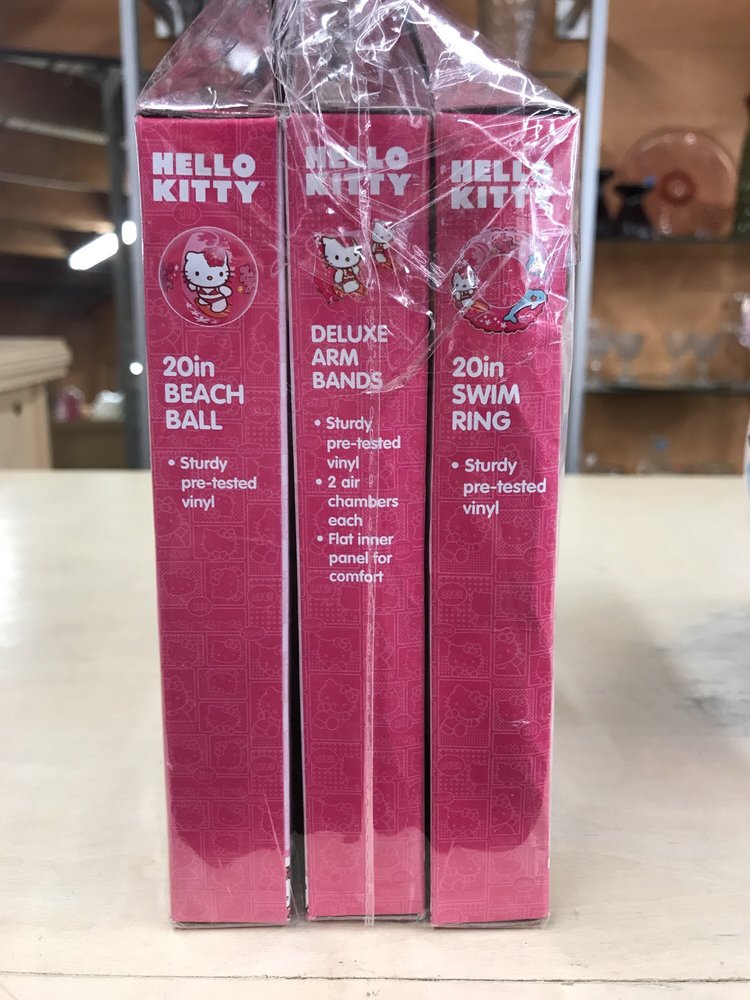 HELLO
KITTY®
20in
BEACH
BALL
• Sturdy
pre-tested
vinyl
HELLO
KITTY
DELUXE
ARM
BANDS
• Sturdy
pre-tested
vinyl
• 2 air
chambers
each
• Flat inner
panel for
comfort
HELLO
KITTY
20in
SWIM
RING
• Sturdy
pre-tested
vinyl